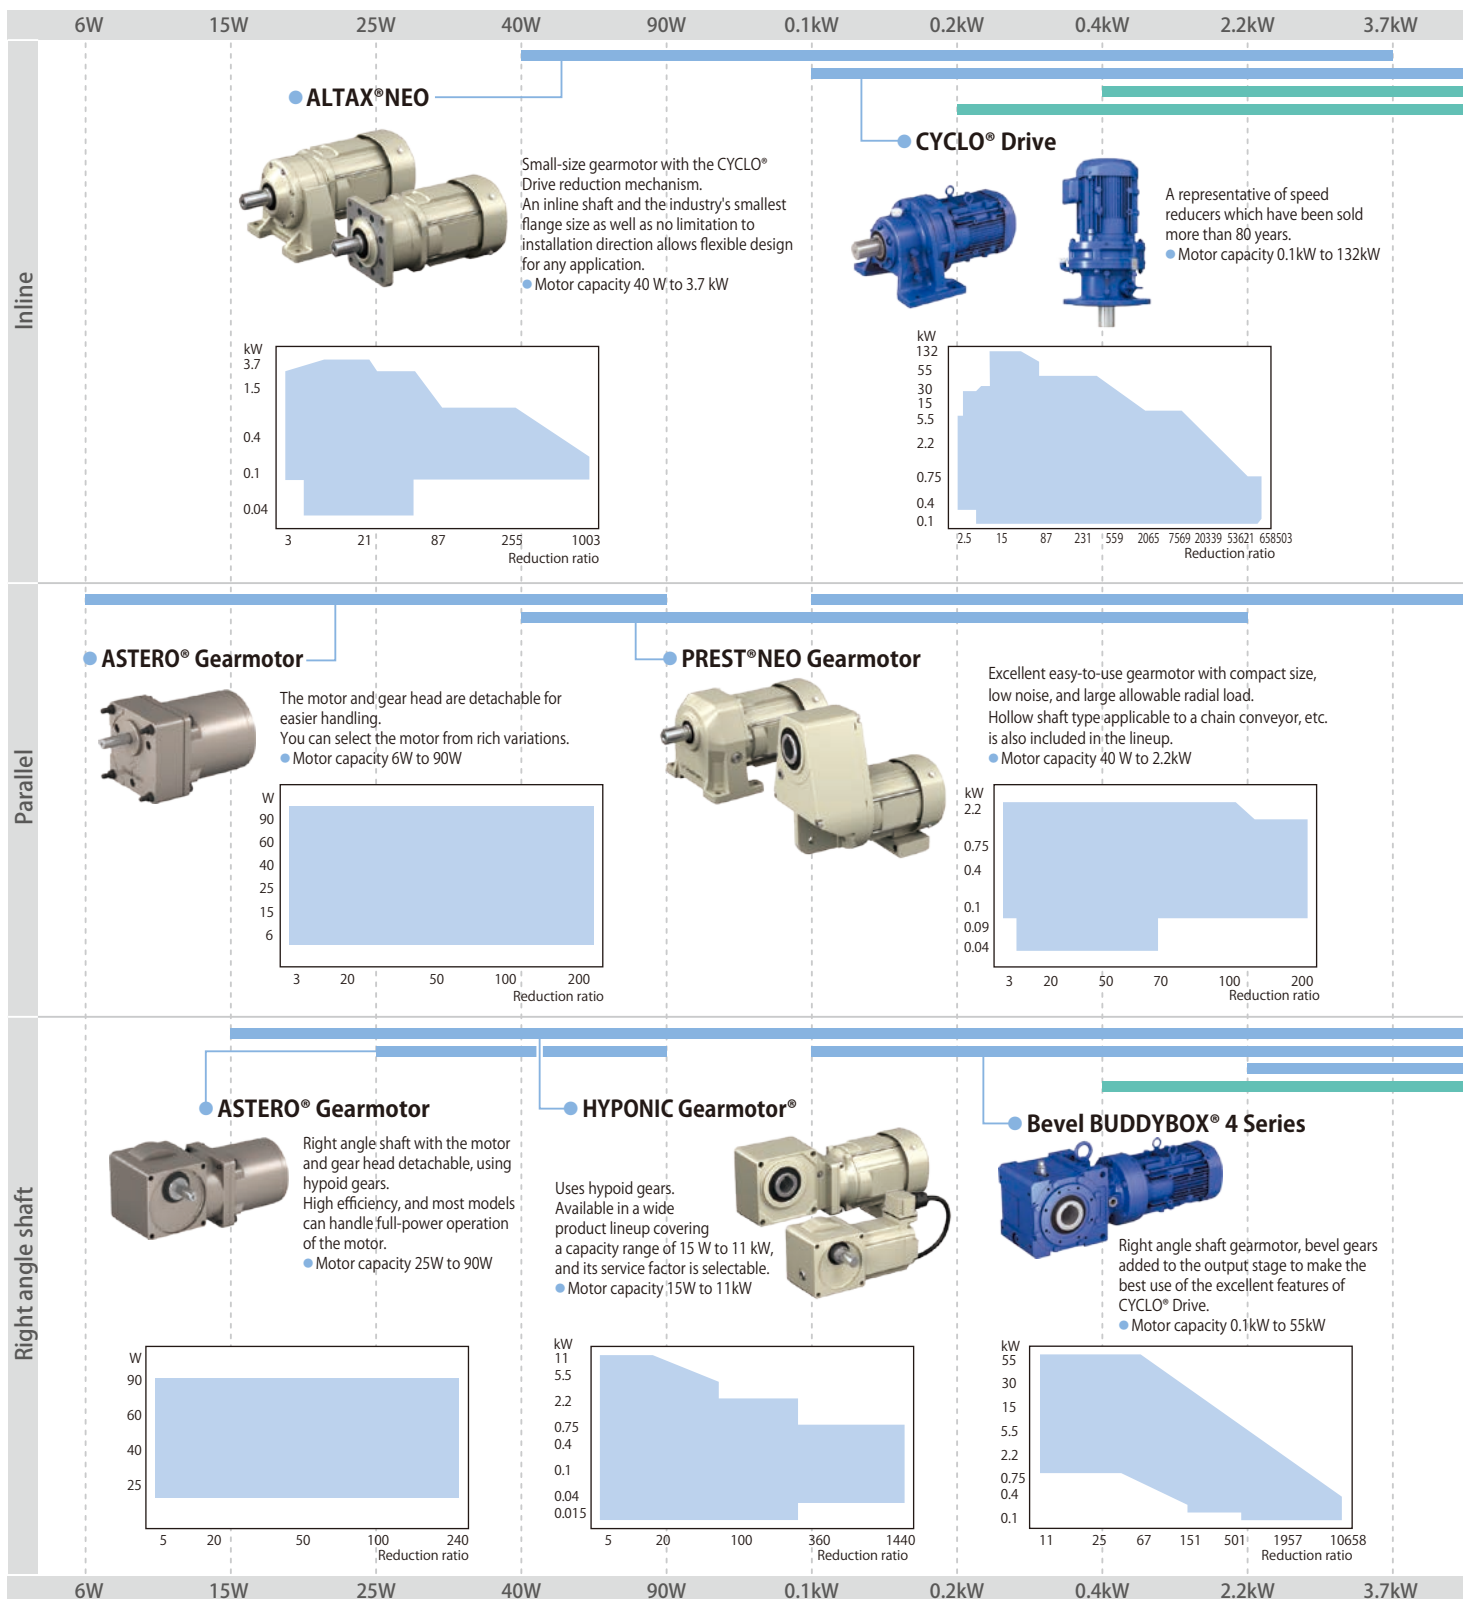 6W 15W 25W 40W 90W 0.1kW 0.2kW 0.4kW 2.2kW 3.7kW
Inline
ALTAX®NEO
Small-size gearmotor with the CYCLO®
Drive reduction mechanism.
An inline shaft and the industry's smallest
flange size as well as no limitation to
installation direction allows flexible design
for any application.
Motor capacity 40 W to 3.7 kW
kW
3.7
1.5
0.4
0.1
0.04
3 21 87 255 1003
Reduction ratio
CYCLO® Drive
A representative of speed
reducers which have been sold
more than 80 years.
Motor capacity 0.1kW to 132kW
kW
132
55
30
15
5.5
2.2
0.75
0.4
0.1
2.5 15 87 231 559 2065 7569 20339 53621 658503
Reduction ratio
Parallel
ASTERO® Gearmotor
The motor and gear head are detachable for
easier handling.
You can select the motor from rich variations.
Motor capacity 6W to 90W
W
90
60
40
25
15
6
3 20 50 100 200
Reduction ratio
PREST®NEO Gearmotor
Excellent easy-to-use gearmotor with compact size,
low noise, and large allowable radial load.
Hollow shaft type applicable to a chain conveyor, etc.
is also included in the lineup.
Motor capacity 40 W to 2.2kW
kW
2.2
0.75
0.4
0.1
0.09
0.04
3 20 50 70 100 200
Reduction ratio
Right angle shaft
ASTERO® Gearmotor
Right angle shaft with the motor
and gear head detachable, using
hypoid gears.
High efficiency, and most models
can handle full-power operation
of the motor.
Motor capacity 25W to 90W
W
90
60
40
25
5 20 50 100 240
Reduction ratio
HYPONIC Gearmotor®
Uses hypoid gears.
Available in a wide
product lineup covering
a capacity range of 15 W to 11 kW,
and its service factor is selectable.
Motor capacity 15W to 11kW
kW
11
5.5
2.2
0.75
0.4
0.1
0.04
0.015
5 20 100 360 1440
Reduction ratio
Bevel BUDDYBOX® 4 Series
Right angle shaft gearmotor, bevel gears
added to the output stage to make the
best use of the excellent features of
CYCLO® Drive.
Motor capacity 0.1kW to 55kW
kW
55
30
15
5.5
2.2
0.75
0.4
0.1
11 25 67 151 501 1957 10658
Reduction ratio
6W 15W 25W 40W 90W 0.1kW 0.2kW 0.4kW 2.2kW 3.7kW